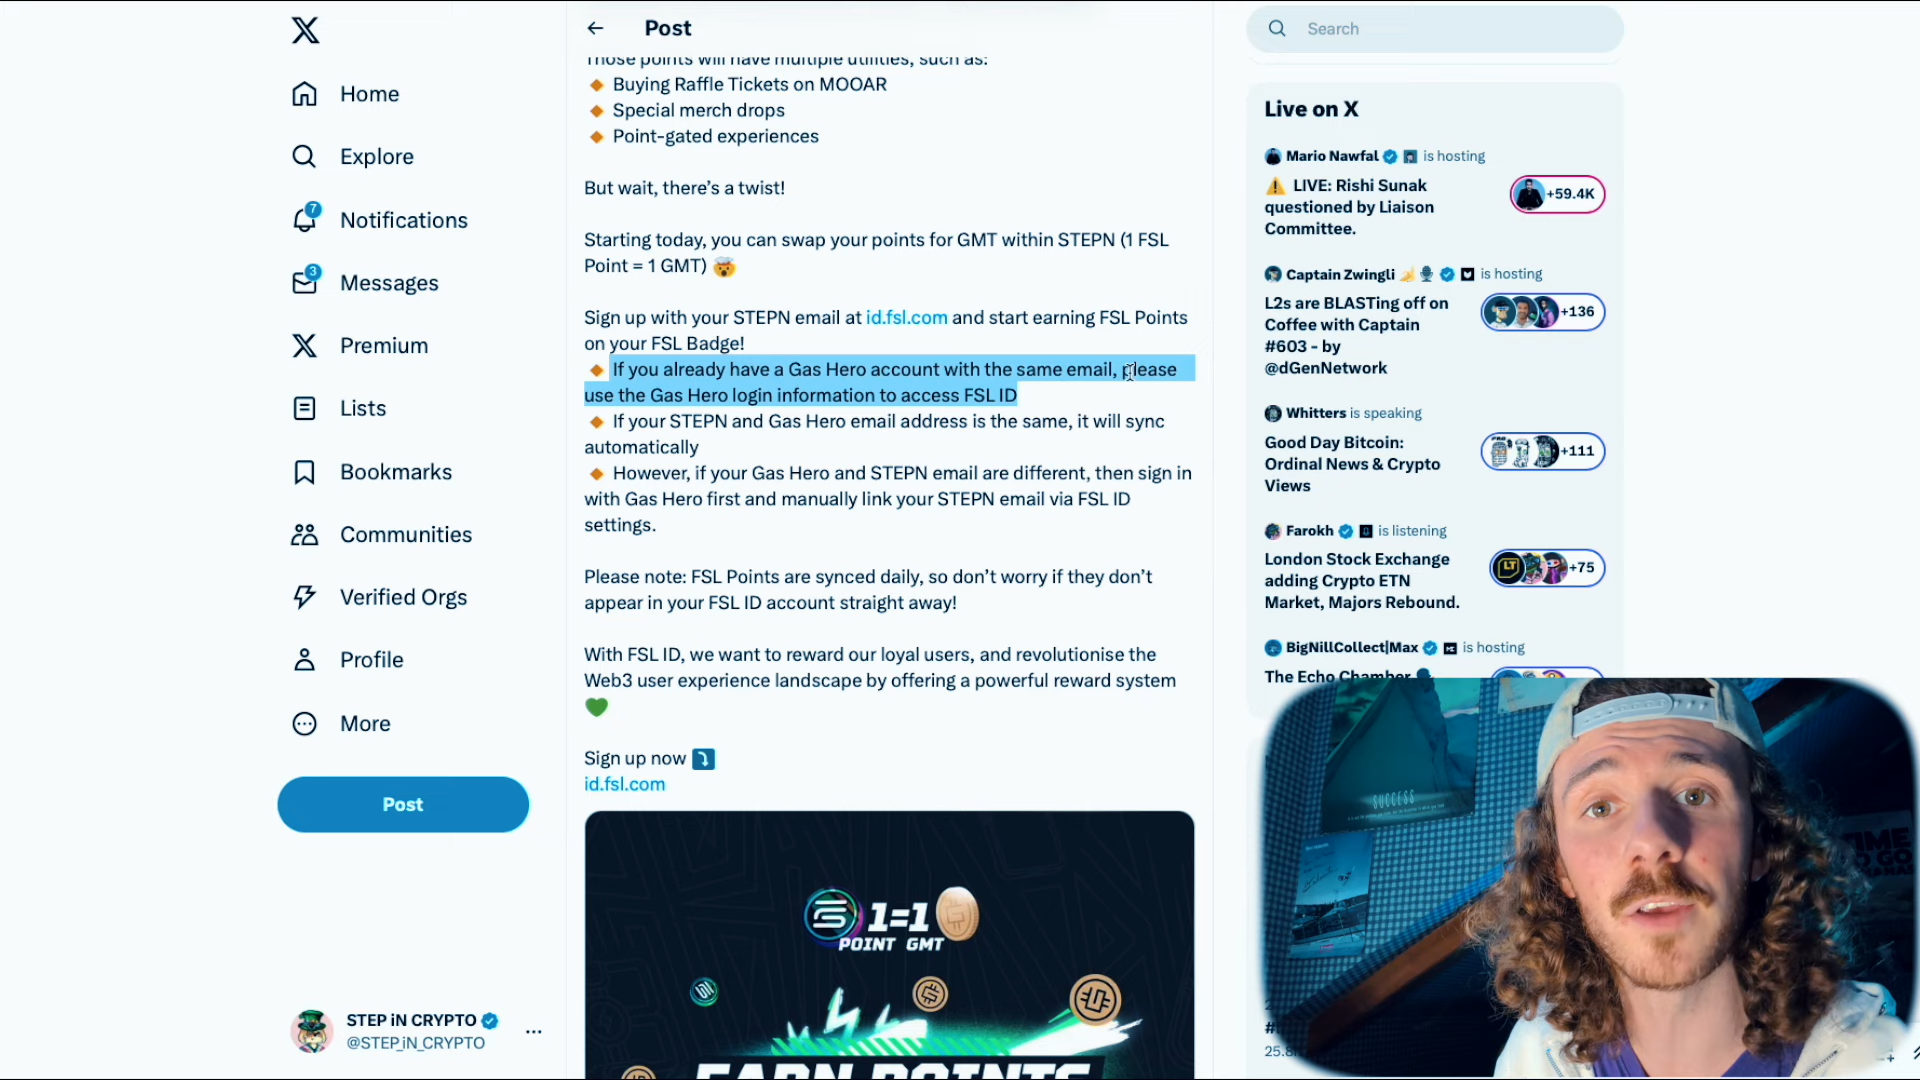 Post
Search
Those points will have multiple utilities, such as:
Buying Raffle Tickets on MOOAR
Special merch drops
Point-gated experiences
But wait, there's a twist!
Starting today, you can swap your points for GMT within STEPN (1 FSL
Point = 1 GMT)
Sign up with your STEPN email at id.fsl.com and start earning FSL Points
on your FSL Badge!
If you already have a Gas Hero account with the same email, please
use the Gas Hero login information to access FSL ID
If your STEPN and Gas Hero email address is the same, it will sync
automatically
However, if your Gas Hero and STEPN email are different, then sign in
with Gas Hero first and manually link your STEPN email via FSL ID
settings.
Please note: FSL Points are synced daily, so don't worry if they don't
appear in your FSL ID account straight away!
With FSL ID, we want to reward our loyal users, and revolutionise the
Web3 user experience landscape by offering a powerful reward system
Sign up now
id.fsl.com
1=1
POINT GMT
EARN POINTS
Home
Explore
7
Notifications
3
Messages
Premium
Lists
Bookmarks
Communities
Verified Orgs
Profile
More
Post
STEP iN CRYPTO
@STEP_iN_CRYPTO
Live on X
Mario Nawfal is hosting
LIVE: Rishi Sunak
questioned by Liaison
Committee.
+59.4K
Captain Zwingli is hosting
L2s are BLASTing off on
Coffee with Captain
#603 - by
@dGenNetwork
+136
Whitters is speaking
Good Day Bitcoin:
Ordinal News & Crypto
Views
+111
Farokh is listening
London Stock Exchange
adding Crypto ETN
Market, Majors Rebound.
+75
BigNillCollect|Max is hosting
The Echo Chamber
SUCCESS